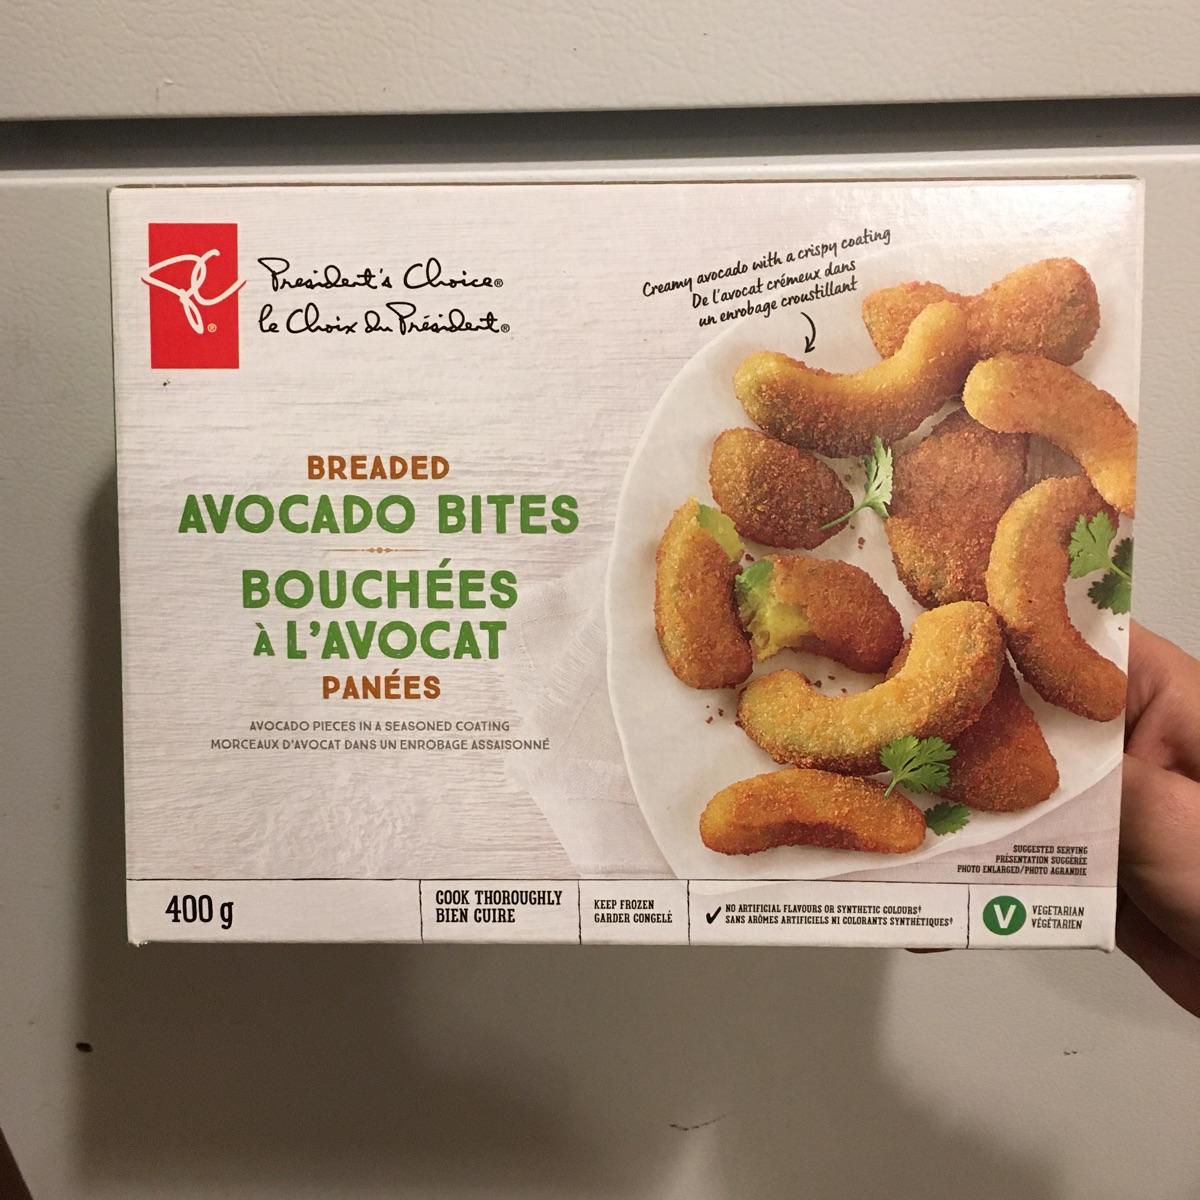 PC®
President's Choice®
le Choix du Président®
Creamy avocado with a crispy coating
De l'avocat crémeux dans
un enrobage croustillant
BREADED
AVOCADO BITES
BOUCHÉES
À L'AVOCAT
PANÉES
AVOCADO PIECES IN A SEASONED COATING
MORCEAUX D'AVOCAT DANS UN ENROBAGE ASSAISONNÉ
SUGGESTED SERVING
PRÉSENTATION SUGGÉRÉE
PHOTO ENLARGED/PHOTO AGRANDIE
400 g
COOK THOROUGHLY
BIEN CUIRE
KEEP FROZEN
GARDER CONGELÉ
✓ NO ARTIFICIAL FLAVOURS OR SYNTHETIC COLOURS†
SANS ARÔMES ARTIFICIELS NI COLORANTS SYNTHÉTIQUES†
V
VEGETARIAN
VÉGÉTARIEN